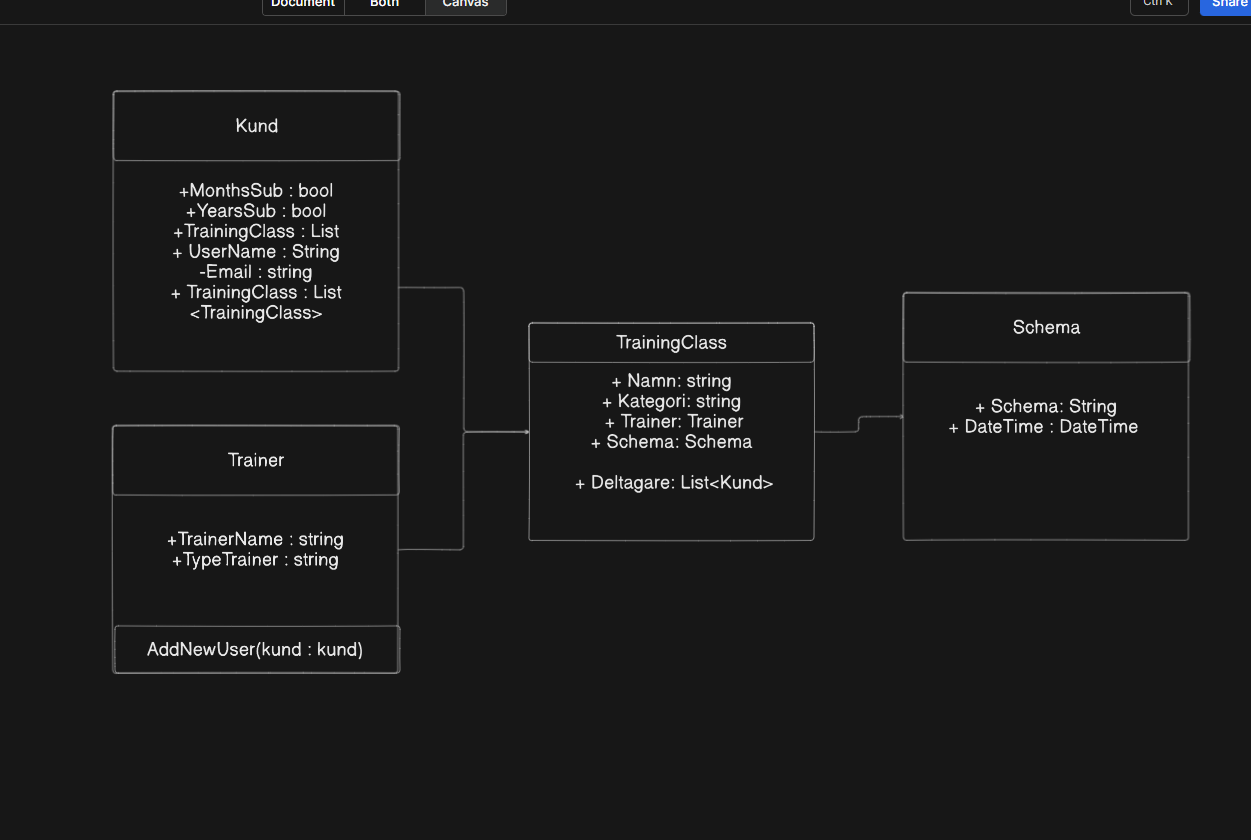 Document Both Canvas Ctrl K Share
Kund
+MonthsSub : bool
+YearsSub : bool
+TrainingClass : List
+ UserName : String
-Email : string
+ TrainingClass : List
<TrainingClass>
Trainer
+TrainerName : string
+TypeTrainer : string
AddNewUser(kund : kund)
TrainingClass
+ Namn: string
+ Kategori: string
+ Trainer: Trainer
+ Schema: Schema
+ Deltagare: List<Kund>
Schema
+ Schema: String
+ DateTime : DateTime